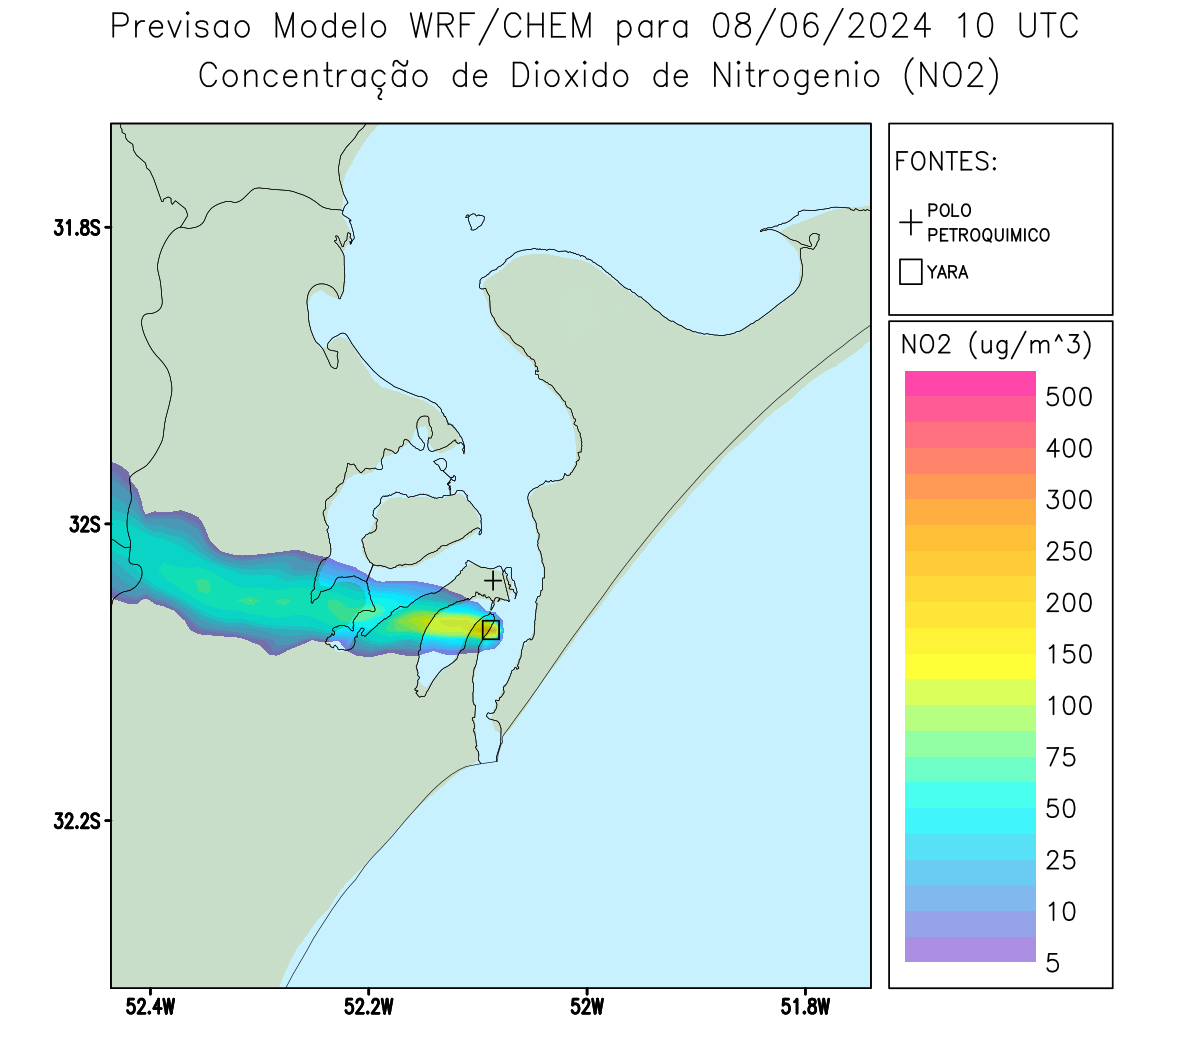 Previsao Modelo WRF/CHEM para 08/06/2024 10 UTC
Concentração de Dioxido de Nitrogenio (NO2)
FONTES:
POLO
PETROQUIMICO
YARA
NO2 (ug/m^3)
500
400
300
250
200
150
100
75
50
25
10
5
31.8S
32S
32.2S
52.4W
52.2W
52W
51.8W